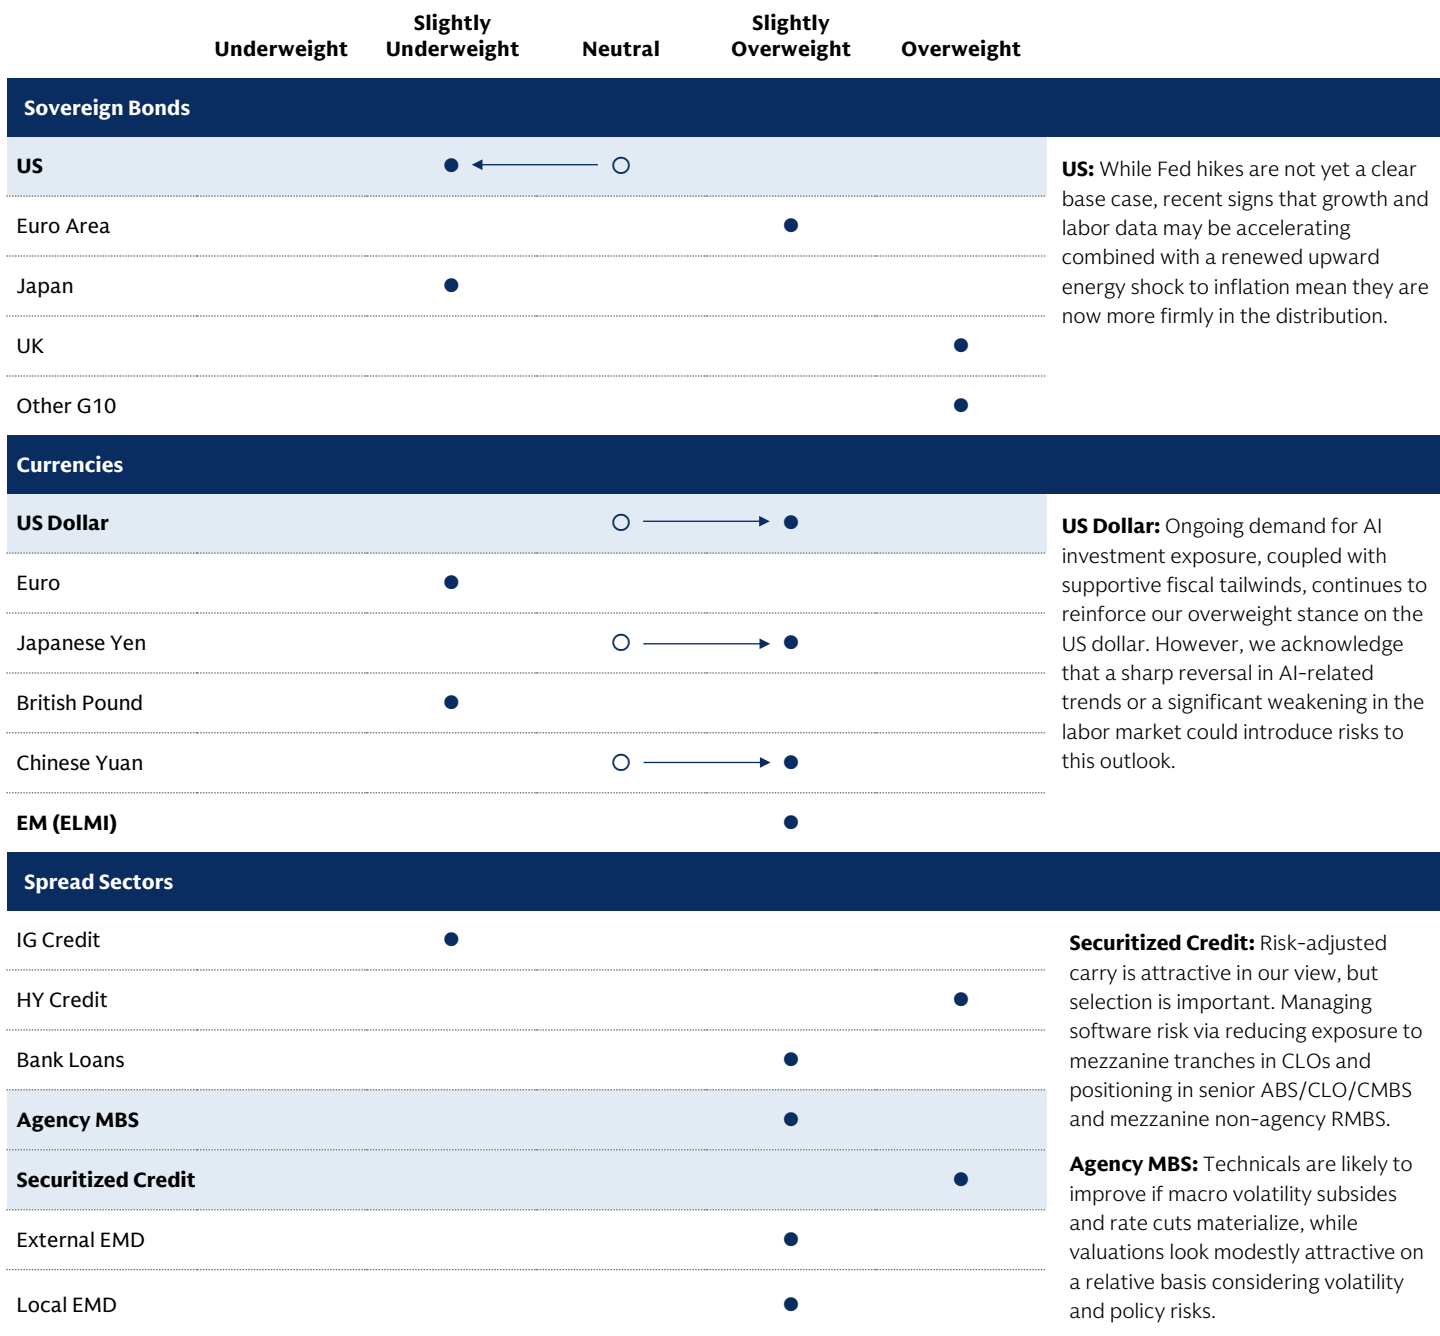 Underweight
Slightly
Underweight
Neutral
Slightly
Overweight
Overweight
Sovereign Bonds
US
Euro Area
Japan
UK
Other G10
US: While Fed hikes are not yet a clear
base case, recent signs that growth and
labor data may be accelerating
combined with a renewed upward
energy shock to inflation mean they are
now more firmly in the distribution.
Currencies
US Dollar
Euro
Japanese Yen
British Pound
Chinese Yuan
EM (ELMI)
US Dollar: Ongoing demand for AI
investment exposure, coupled with
supportive fiscal tailwinds, continues to
reinforce our overweight stance on the
US dollar. However, we acknowledge
that a sharp reversal in AI-related
trends or a significant weakening in the
labor market could introduce risks to
this outlook.
Spread Sectors
IG Credit
HY Credit
Bank Loans
Agency MBS
Securitized Credit
External EMD
Local EMD
Securitized Credit: Risk-adjusted
carry is attractive in our view, but
selection is important. Managing
software risk via reducing exposure to
mezzanine tranches in CLOs and
positioning in senior ABS/CLO/CMBS
and mezzanine non-agency RMBS.
Agency MBS: Technicals are likely to
improve if macro volatility subsides
and rate cuts materialize, while
valuations look modestly attractive on
a relative basis considering volatility
and policy risks.